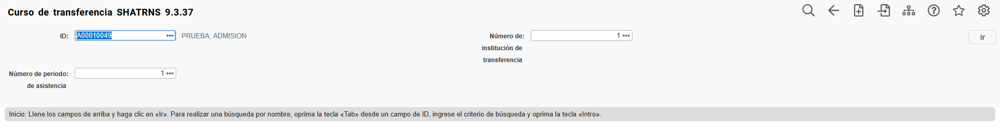 Curso de transferencia SHATRNS 9.3.37
ID: A00010049 ••• PRUEBA, ADMISION
Número de: institución de transferencia 1 •••
Ir
Número de periodo: de asistencia 1 •••
Inicio: Llene los campos de arriba y haga clic en «Ir». Para realizar una búsqueda por nombre, oprima la tecla «Tab» desde un campo de ID, ingrese el criterio de búsqueda y oprima la tecla «Intro».